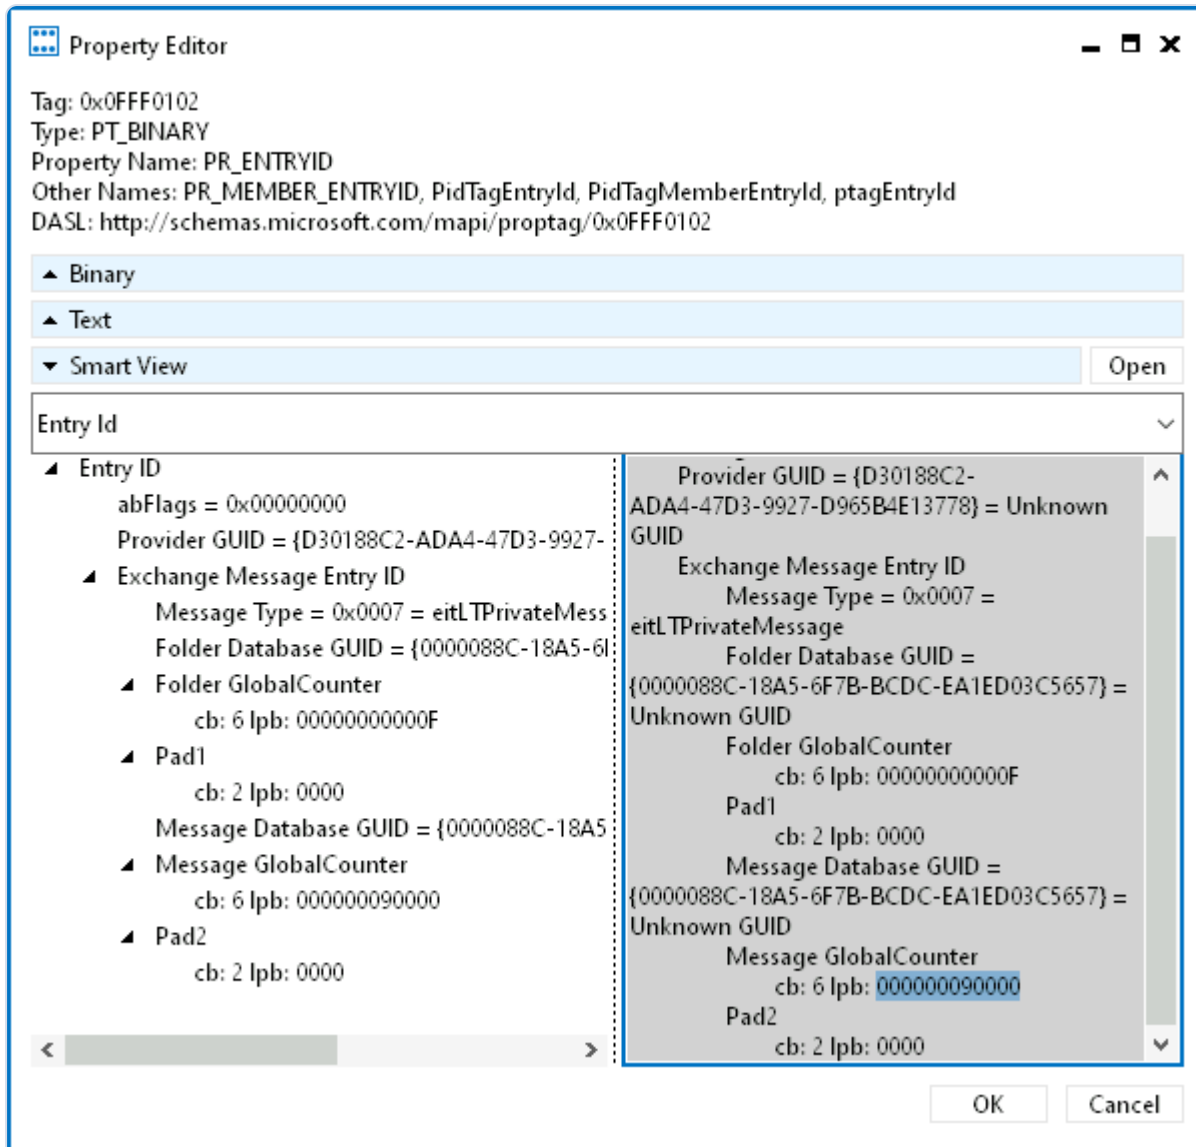 Property Editor
Tag: 0x0FFF0102
Type: PT_BINARY
Property Name: PR_ENTRYID
Other Names: PR_MEMBER_ENTRYID, PidTagEntryId, PidTagMemberEntryId, ptagEntryId
DASL: http://schemas.microsoft.com/mapi/proptag/0x0FFF0102
Binary
Text
Smart View
Open
Entry Id
Entry ID
abFlags = 0x00000000
Provider GUID = {D30188C2-ADA4-47D3-9927-
Exchange Message Entry ID
Message Type = 0x0007 = eitLTPrivateMess
Folder Database GUID = {0000088C-18A5-6
Folder GlobalCounter
cb: 6 lpb: 00000000000F
Pad1
cb: 2 lpb: 0000
Message Database GUID = {0000088C-18A5
Message GlobalCounter
cb: 6 lpb: 000000090000
Pad2
cb: 2 lpb: 0000
Provider GUID = {D30188C2-
ADA4-47D3-9927-D965B4E13778} = Unknown
GUID
Exchange Message Entry ID
Message Type = 0x0007 =
eitLTPrivateMessage
Folder Database GUID =
{0000088C-18A5-6F7B-BCDC-EA1ED03C5657} =
Unknown GUID
Folder GlobalCounter
cb: 6 lpb: 00000000000F
Pad1
cb: 2 lpb: 0000
Message Database GUID =
{0000088C-18A5-6F7B-BCDC-EA1ED03C5657} =
Unknown GUID
Message GlobalCounter
cb: 6 lpb: 000000090000
Pad2
cb: 2 lpb: 0000
OK
Cancel